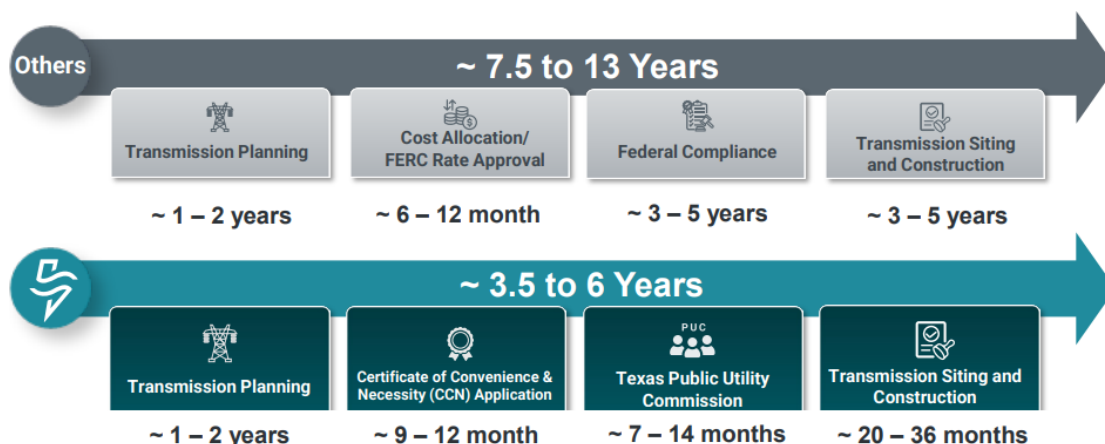 Others
~ 7.5 to 13 Years
Transmission Planning
Cost Allocation/
FERC Rate Approval
Federal Compliance
Transmission Siting
and Construction
~ 1 – 2 years
~ 6 – 12 month
~ 3 – 5 years
~ 3 – 5 years
~ 3.5 to 6 Years
Transmission Planning
Certificate of Convenience &
Necessity (CCN) Application
PUC
Texas Public Utility
Commission
Transmission Siting and
Construction
~ 1 – 2 years
~ 9 – 12 month
~ 7 – 14 months
~ 20 – 36 months